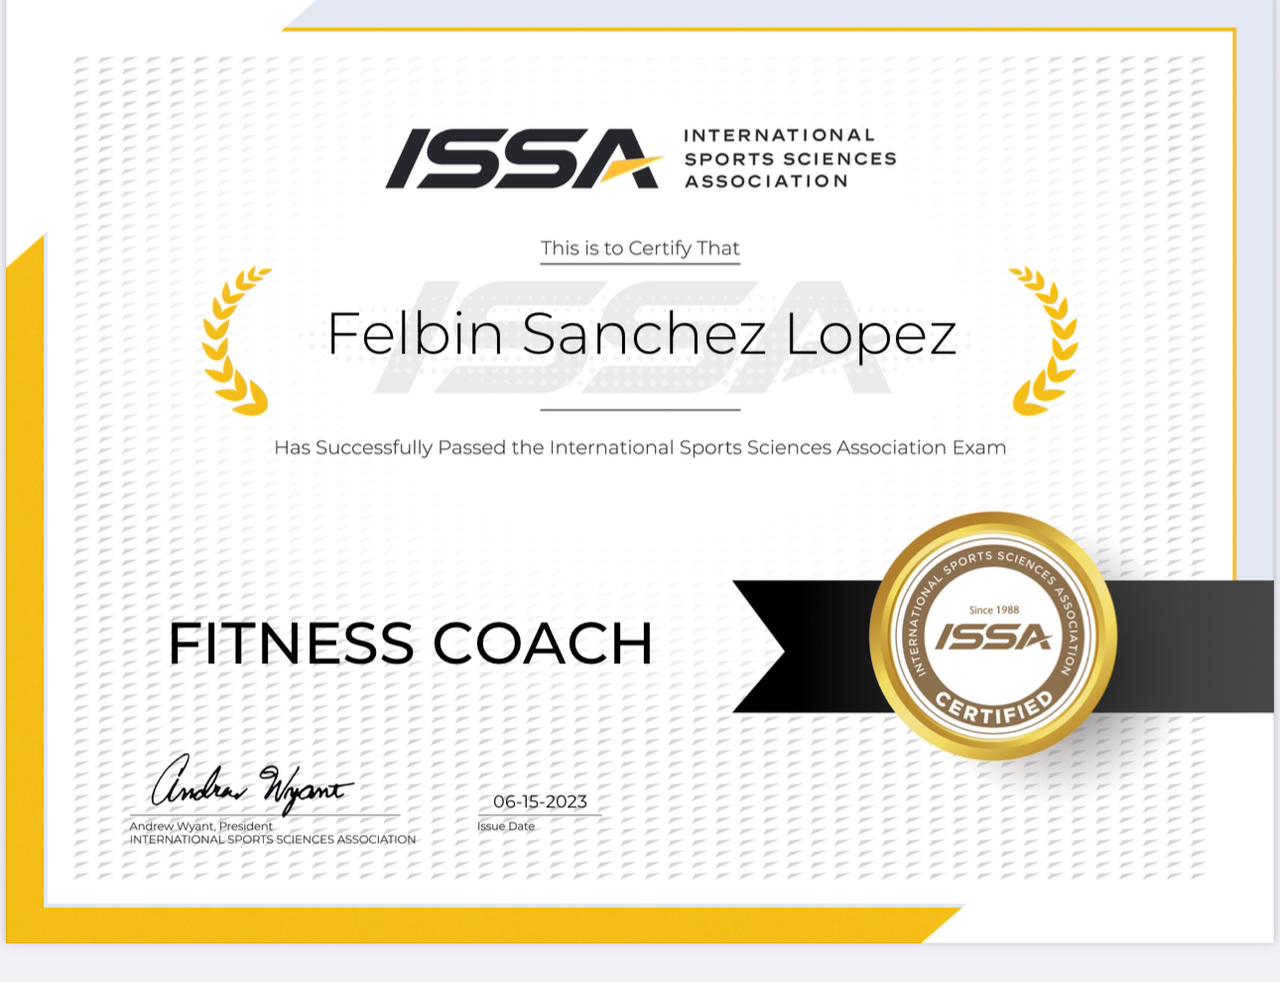 ISSA
INTERNATIONAL
SPORTS SCIENCES
ASSOCIATION
This is to Certify That
ISSA
Felbin Sanchez Lopez
Has Successfully Passed the International Sports Sciences Association Exam
INTERNATIONAL SPORTS SCIENCES ASSOCIATION
Since 1988
ISSA
CERTIFIED
FITNESS COACH
Andrew Wyant
06-15-2023
Andrew Wyant, President
Issue Date
INTERNATIONAL SPORTS SCIENCES ASSOCIATION